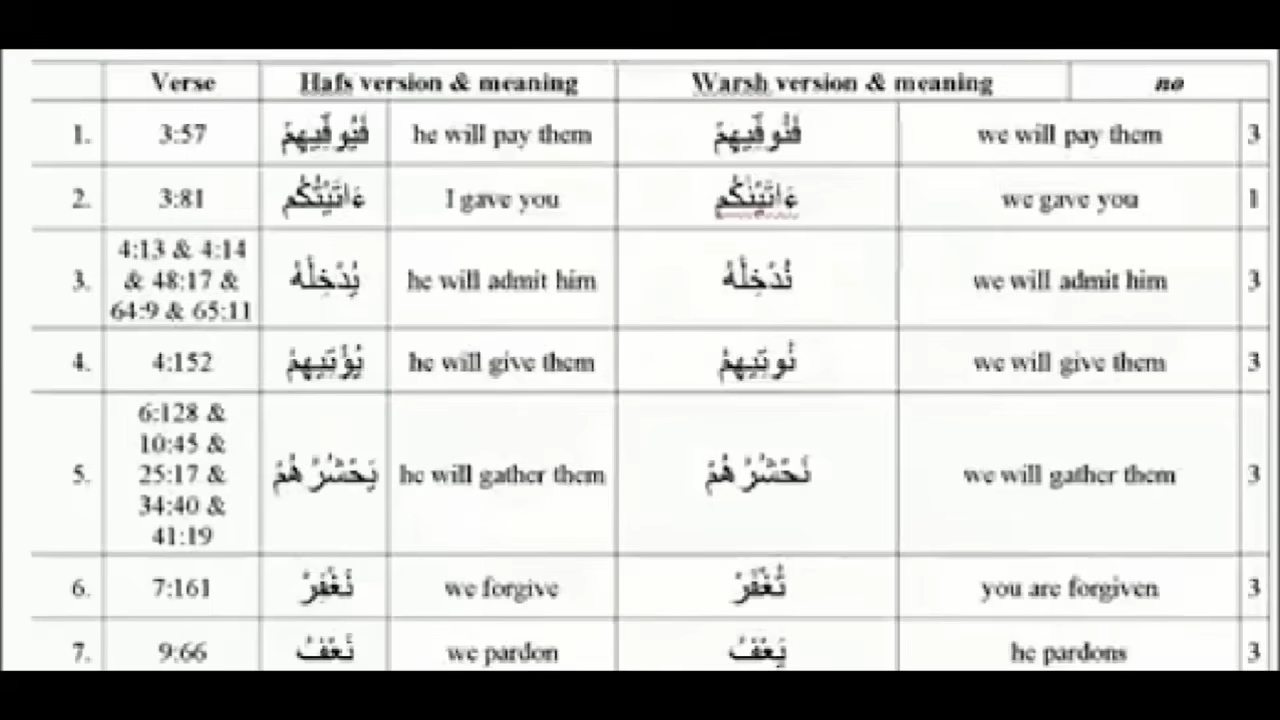 Verse Hafs version & meaning Warsh version & meaning no
1. 3:57 فَيُوَفِّيهِمْ he will pay them فَنُوَفِّيهِمْ we will pay them 3
2. 3:81 ءَاتَيْتُكُم I gave you ءَاتَيْنَٰكُم we gave you 1
4:13 & 4:14
3. & 48:17 & يُدْخِلْهُ he will admit him نُدْخِلْهُ we will admit him 3
64:9 & 65:11
4. 4:152 يُؤْتِيهِمْ he will give them نُوتِيهِمْ we will give them 3
6:128 &
10:45 &
5. 25:17 & يَحْشُرُهُمْ he will gather them نَحْشُرُهُمْ we will gather them 3
34:40 &
41:19
6. 7:161 نَغْفِرْ we forgive تُغْفَرْ you are forgiven 3
7. 9:66 نَعْفُ we pardon يَعْفُ he pardons 3